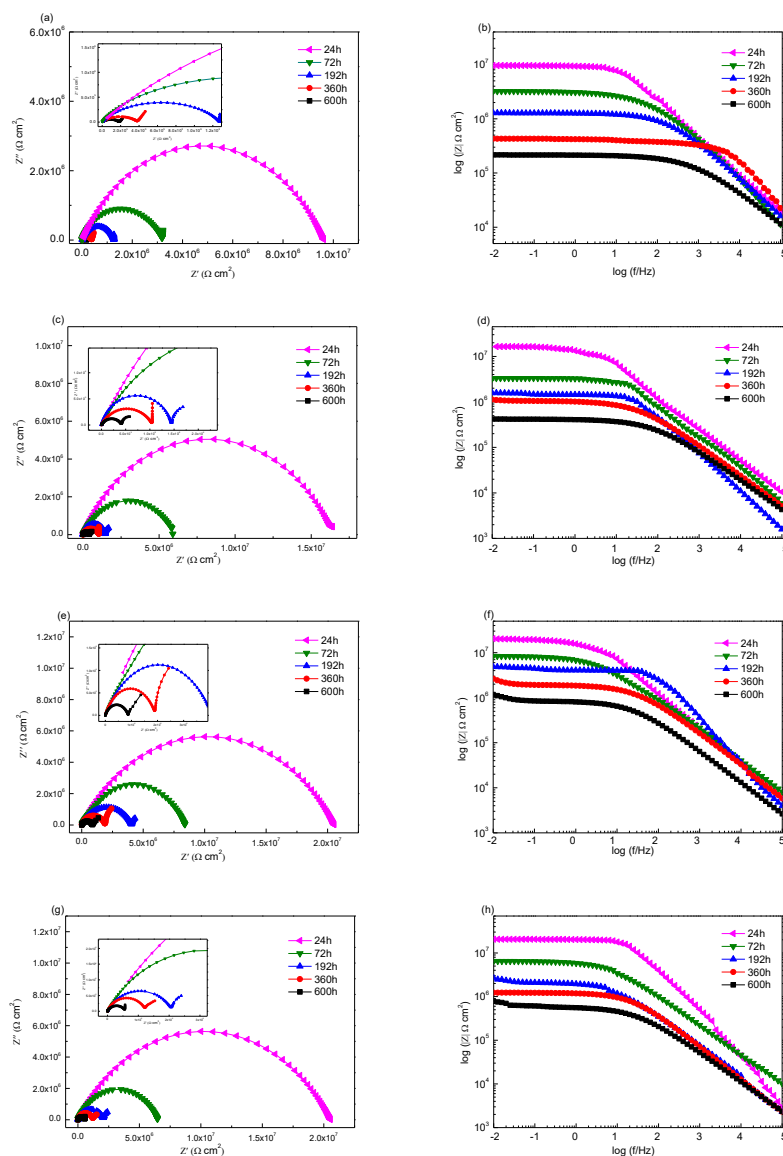 (a)
6.0x10⁶
4.0x10⁶
2.0x10⁶
0.0
Z'' (Ω cm²)
0.0
2.0x10⁶
4.0x10⁶
6.0x10⁶
8.0x10⁶
1.0x10⁷
Z' (Ω cm²)
24h
72h
192h
360h
600h
(b)
10⁷
10⁶
10⁵
10⁴
log (|Z| Ω cm²)
-2
-1
0
1
2
3
4
5
log (f/Hz)
24h
72h
192h
360h
600h
(c)
1.0x10⁷
8.0x10⁶
6.0x10⁶
4.0x10⁶
2.0x10⁶
0.0
Z'' (Ω cm²)
0.0
5.0x10⁶
1.0x10⁷
1.5x10⁷
Z' (Ω cm²)
24h
72h
192h
360h
600h
(d)
10⁷
10⁶
10⁵
10⁴
10³
log (|Z| Ω cm²)
-2
-1
0
1
2
3
4
5
log (f/Hz)
24h
72h
192h
360h
600h
(e)
1.2x10⁷
1.0x10⁷
8.0x10⁶
6.0x10⁶
4.0x10⁶
2.0x10⁶
0.0
Z'' (Ω cm²)
0.0
5.0x10⁶
1.0x10⁷
1.5x10⁷
2.0x10⁷
Z' (Ω cm²)
24h
72h
192h
360h
600h
(f)
10⁷
10⁶
10⁵
10⁴
10³
log (|Z| Ω cm²)
-2
-1
0
1
2
3
4
5
log (f/Hz)
24h
72h
192h
360h
600h
(g)
1.2x10⁷
1.0x10⁷
8.0x10⁶
6.0x10⁶
4.0x10⁶
2.0x10⁶
0.0
Z'' (Ω cm²)
0.0
5.0x10⁶
1.0x10⁷
1.5x10⁷
2.0x10⁷
Z' (Ω cm²)
24h
72h
192h
360h
600h
(h)
10⁷
10⁶
10⁵
10⁴
10³
log (|Z| Ω cm²)
-2
-1
0
1
2
3
4
5
log (f/Hz)
24h
72h
192h
360h
600h